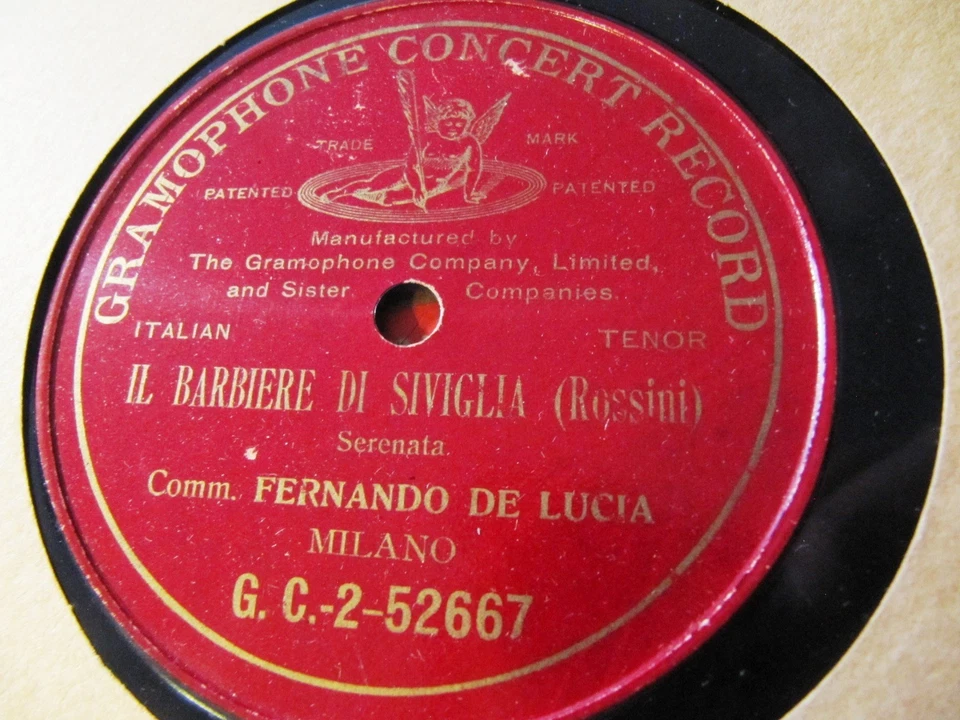 GRAMOPHONE CONCERT RECORD
TRADE MARK
PATENTED PATENTED
Manufactured by
The Gramophone Company, Limited,
and Sister Companies.
ITALIAN TENOR
IL BARBIERE DI SIVIGLIA (Rossini)
Serenata.
Comm. FERNANDO DE LUCIA
MILANO
G. C.-2-52667